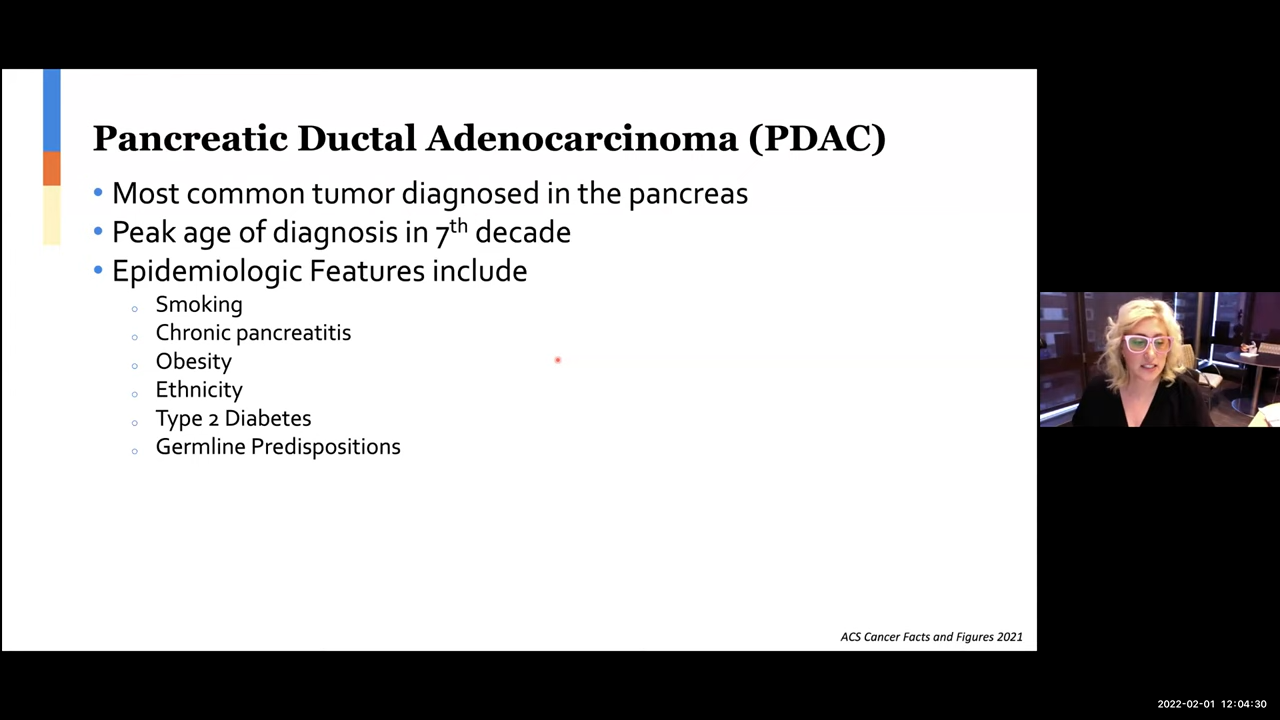 Pancreatic Ductal Adenocarcinoma (PDAC)
• Most common tumor diagnosed in the pancreas
• Peak age of diagnosis in 7th decade
• Epidemiologic Features include
○ Smoking
○ Chronic pancreatitis
○ Obesity
○ Ethnicity
○ Type 2 Diabetes
○ Germline Predispositions
ACS Cancer Facts and Figures 2021
2022-02-01 12:04:30